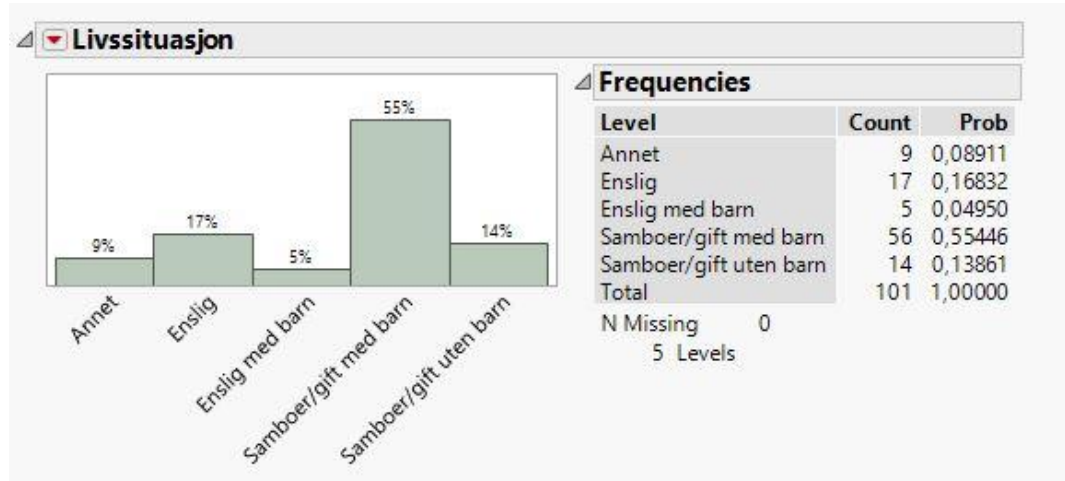 Livssituasjon
55%
17%
14%
9%
5%
Annet
Enslig
Enslig med barn
Samboer/gift med barn
Samboer/gift uten barn
Frequencies
Level Count Prob
Annet 9 0,08911
Enslig 17 0,16832
Enslig med barn 5 0,04950
Samboer/gift med barn 56 0,55446
Samboer/gift uten barn 14 0,13861
Total 101 1,00000
N Missing 0
5 Levels